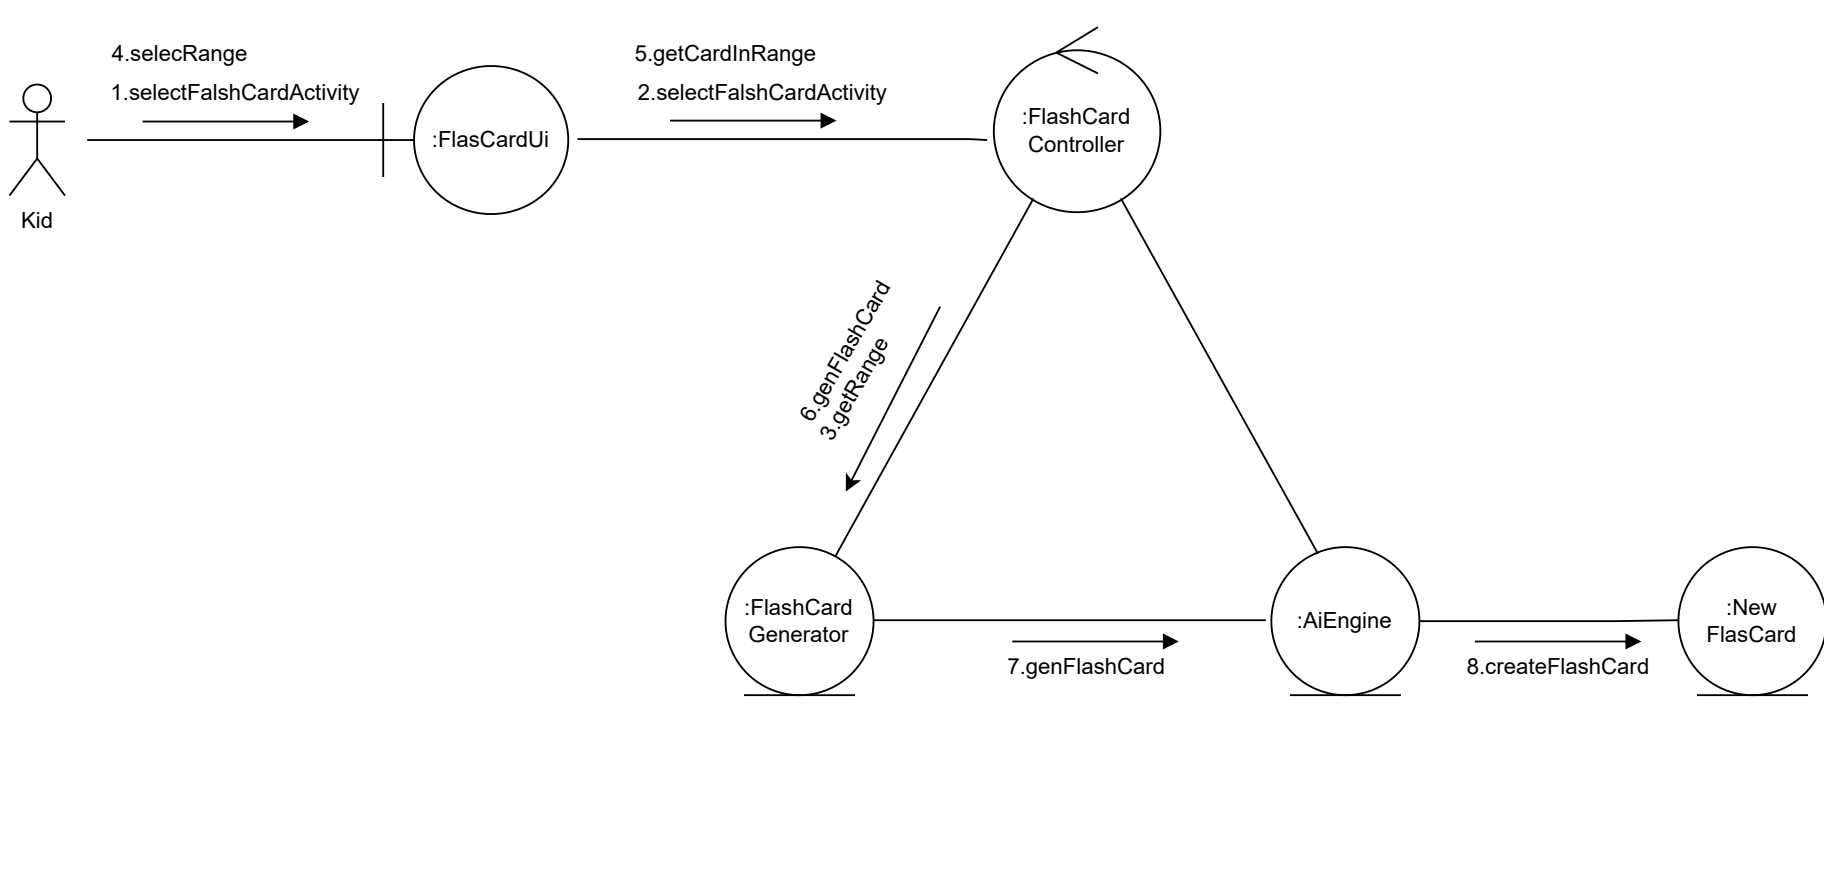 4.selecRange
1.selectFalshCardActivity
Kid
:FlasCardUi
5.getCardInRange
2.selectFalshCardActivity
:FlashCard
Controller
6.genFlashCard
3.getRange
:FlashCard
Generator
7.genFlashCard
:AiEngine
8.createFlashCard
:New
FlasCard